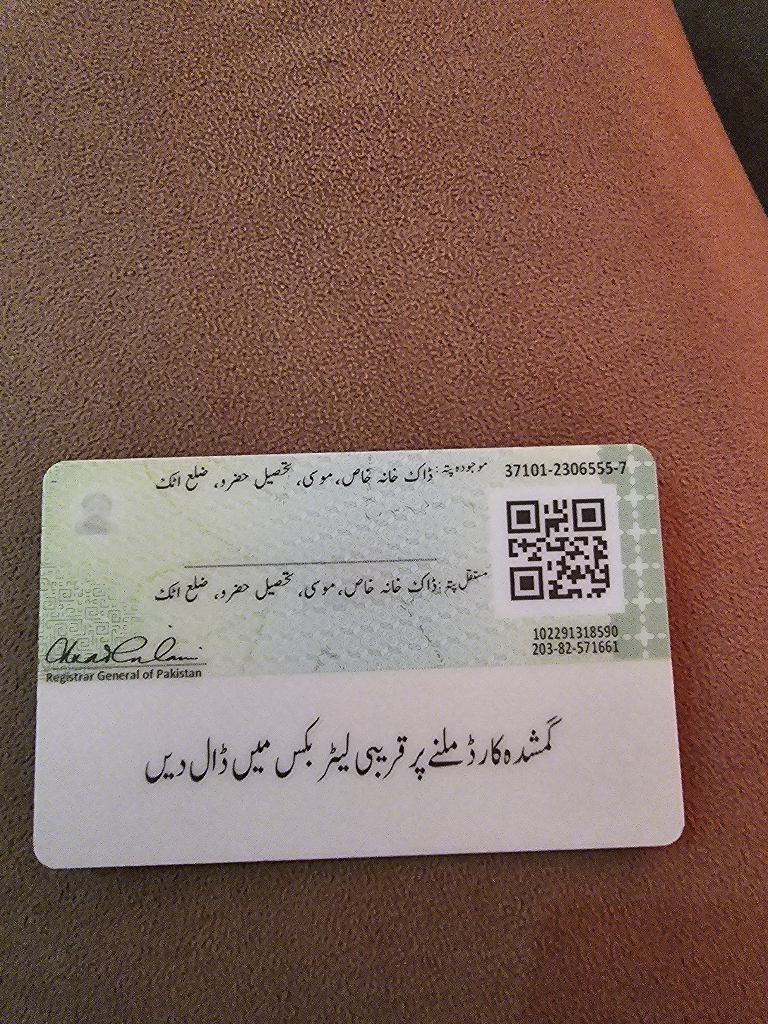 موجودہ پتہ: ڈاک خانہ خاص، موسی، تحصیل حضرو، ضلع اٹک
37101-2306555-7
مستقل پتہ: ڈاک خانہ خاص، موسی، تحصیل حضرو، ضلع اٹک
102291318590
203-82-571661
Registrar General of Pakistan
گمشدہ کارڈ ملنے پر قریبی لیٹر بکس میں ڈال دیں